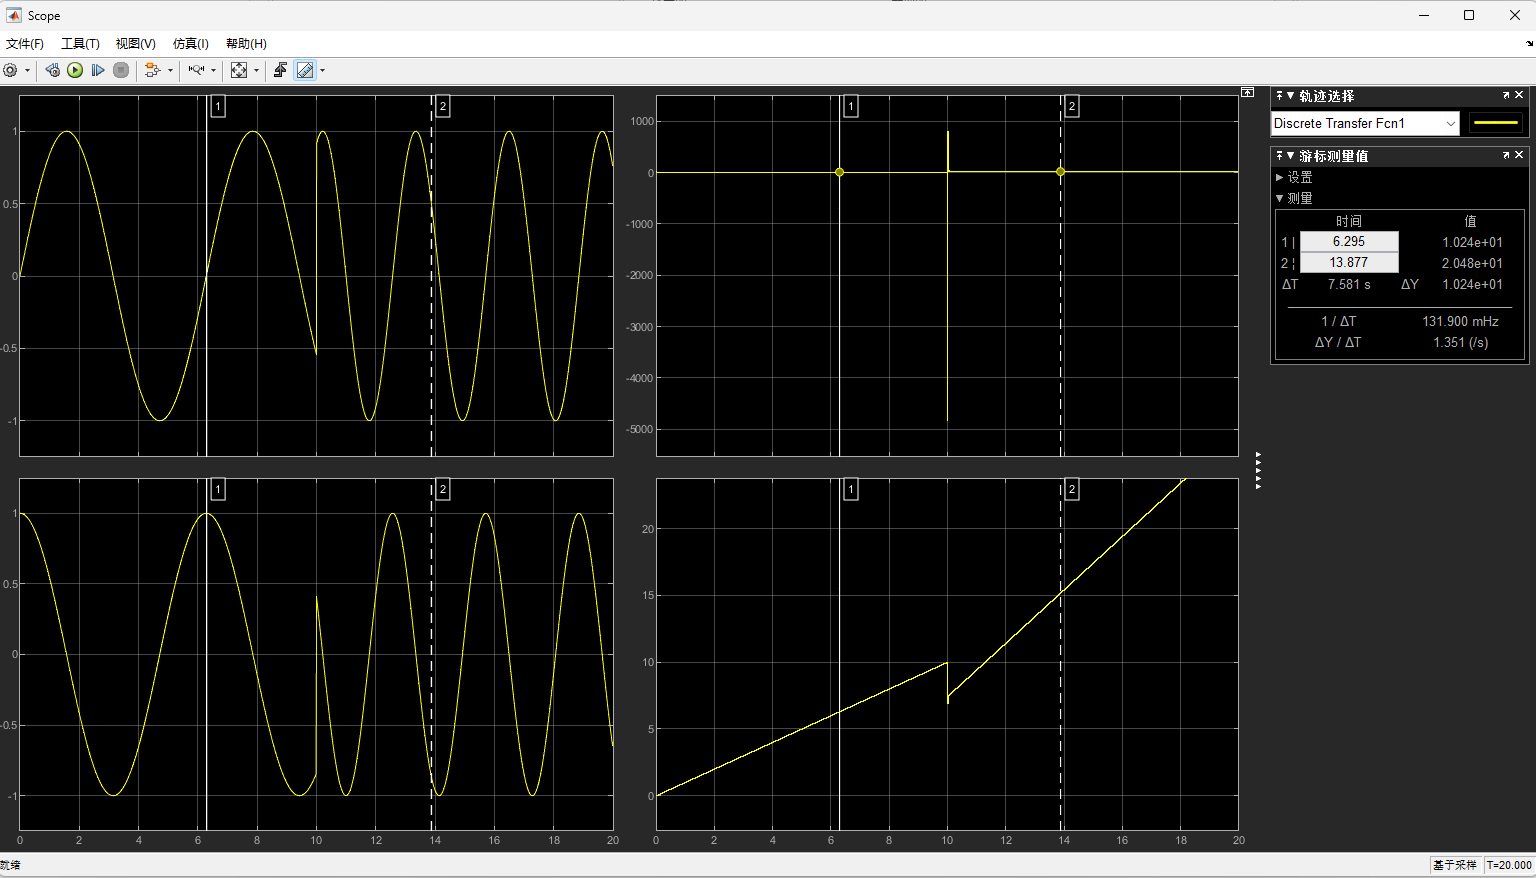 Scope
文件(F) 工具(T) 视图(V) 仿真(I) 帮助(H)
1 2
1
0.5
0
-0.5
-1
1 2
1000
0
-1000
-2000
-3000
-4000
-5000
1 2
1
0.5
0
-0.5
-1
0 2 4 6 8 10 12 14 16 18 20
1 2
20
15
10
5
0
0 2 4 6 8 10 12 14 16 18 20
轨迹选择
Discrete Transfer Fcn1
游标测量值
设置
测量
时间 值
1 | 6.295 1.024e+01
2 ¦ 13.877 2.048e+01
ΔT 7.581 s ΔY 1.024e+01
1 / ΔT 131.900 mHz
ΔY / ΔT 1.351 (/s)
就绪 基于采样 T=20.000